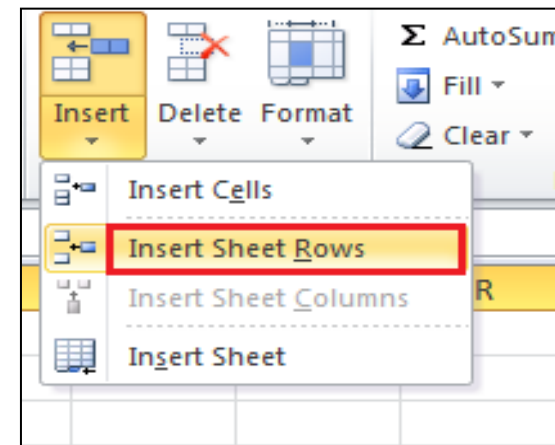 Σ AutoSum
Fill
Insert Delete Format
Clear
Insert Cells
Insert Sheet Rows
R
Insert Sheet Columns
Insert Sheet